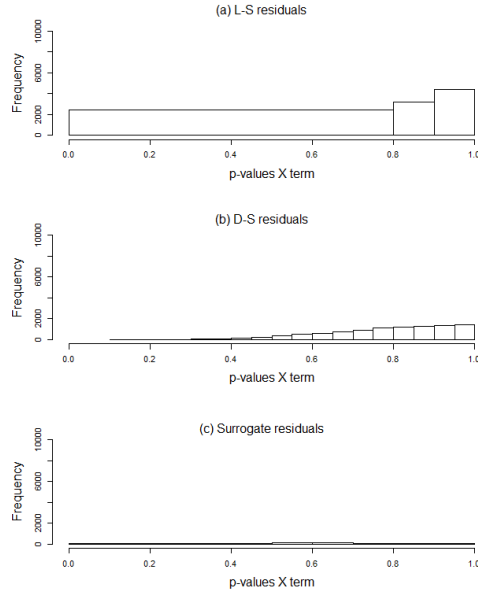 (a) L-S residuals
10000
6000
2000
0
Frequency
0.0 0.2 0.4 0.6 0.8 1.0
p-values X term
(b) D-S residuals
10000
6000
2000
0
Frequency
0.0 0.2 0.4 0.6 0.8 1.0
p-values X term
(c) Surrogate residuals
10000
6000
2000
0
Frequency
0.0 0.2 0.4 0.6 0.8 1.0
p-values X term